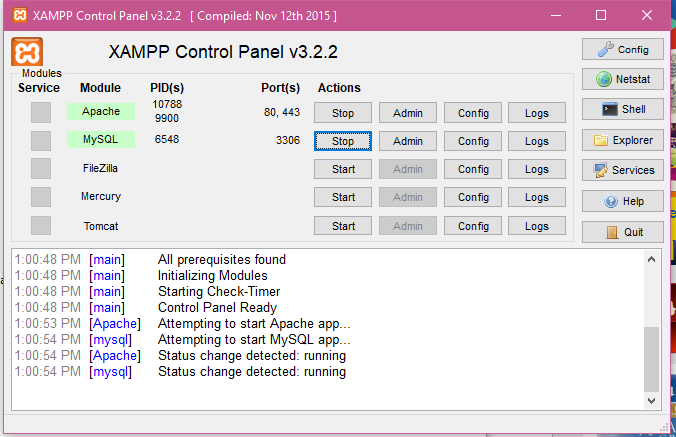 XAMPP Control Panel v3.2.2 [ Compiled: Nov 12th 2015 ]
XAMPP Control Panel v3.2.2
Config
Modules
Service Module PID(s) Port(s) Actions
Netstat
Apache 10788 9900 80, 443 Stop Admin Config Logs
Shell
MySQL 6548 3306 Stop Admin Config Logs
Explorer
FileZilla Start Admin Config Logs
Services
Mercury Start Admin Config Logs
Help
Tomcat Start Admin Config Logs
Quit
1:00:48 PM [main] All prerequisites found
1:00:48 PM [main] Initializing Modules
1:00:48 PM [main] Starting Check-Timer
1:00:48 PM [main] Control Panel Ready
1:00:53 PM [Apache] Attempting to start Apache app...
1:00:54 PM [mysql] Attempting to start MySQL app...
1:00:54 PM [Apache] Status change detected: running
1:00:54 PM [mysql] Status change detected: running